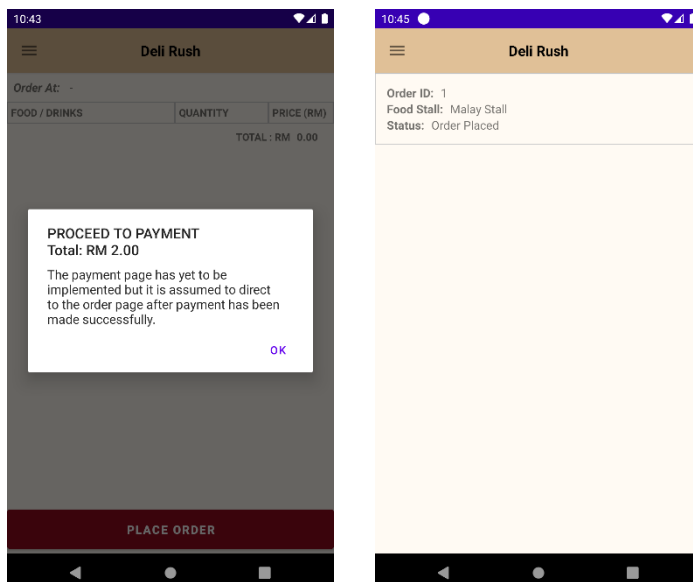 10:43
Deli Rush
Order At: -
FOOD / DRINKS QUANTITY PRICE (RM)
TOTAL : RM 0.00
PROCEED TO PAYMENT
Total: RM 2.00
The payment page has yet to be
implemented but it is assumed to direct
to the order page after payment has been
made successfully.
OK
PLACE ORDER
10:45
Deli Rush
Order ID: 1
Food Stall: Malay Stall
Status: Order Placed